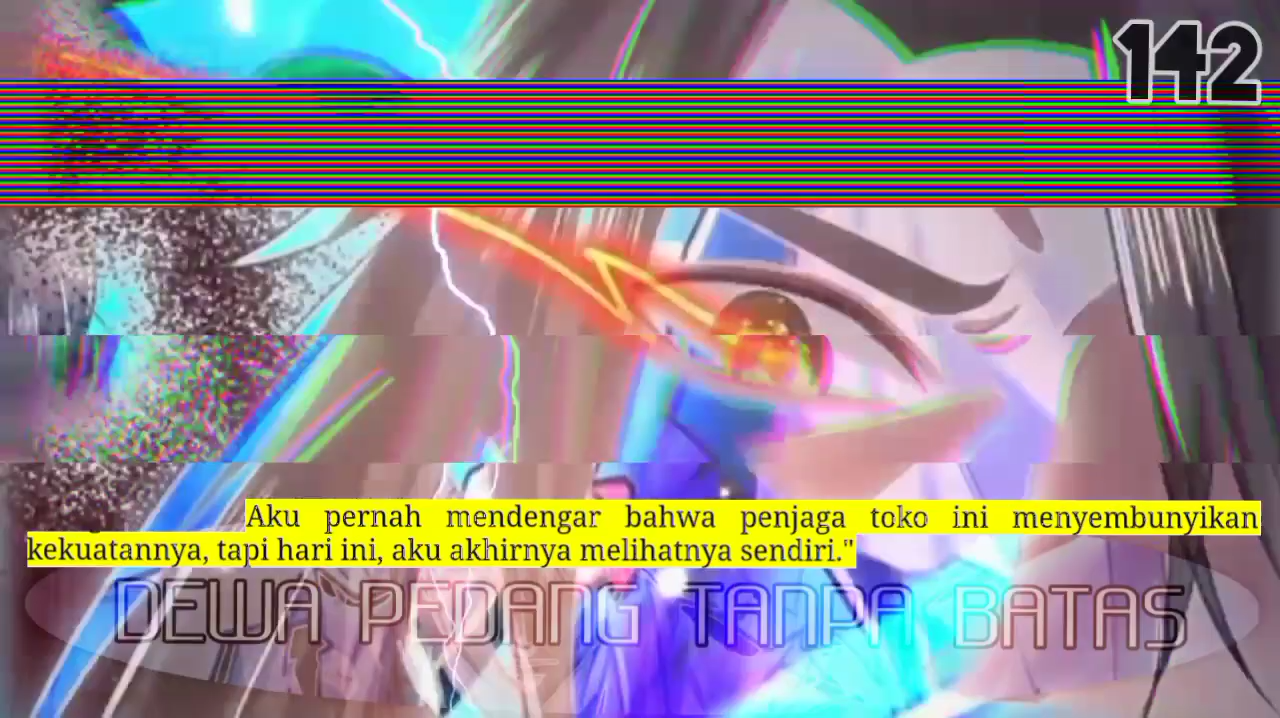 142
Aku pernah mendengar bahwa penjaga toko ini menyembunyikan
kekuatannya, tapi hari ini, aku akhirnya melihatnya sendiri."
DEWA PEDANG TANPA BATAS